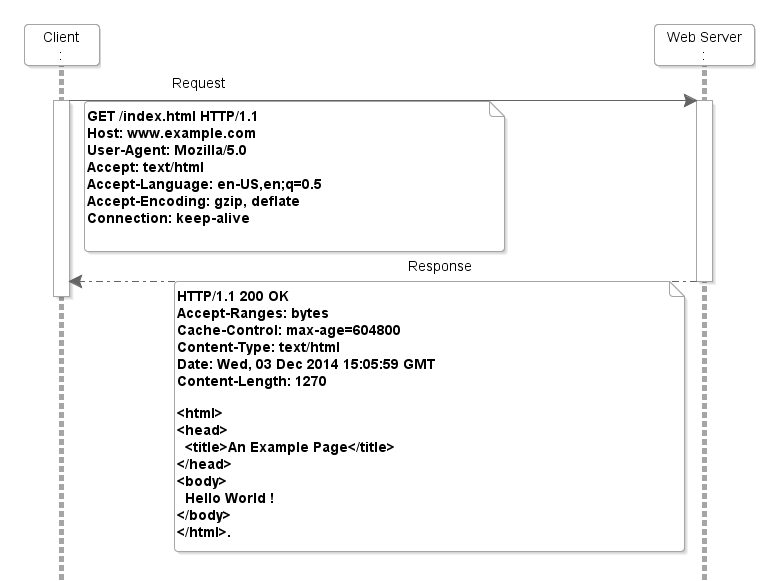 Client
:
Web Server
:
Request
GET /index.html HTTP/1.1
Host: www.example.com
User-Agent: Mozilla/5.0
Accept: text/html
Accept-Language: en-US,en;q=0.5
Accept-Encoding: gzip, deflate
Connection: keep-alive
Response
HTTP/1.1 200 OK
Accept-Ranges: bytes
Cache-Control: max-age=604800
Content-Type: text/html
Date: Wed, 03 Dec 2014 15:05:59 GMT
Content-Length: 1270

<html>
<head>
  <title>An Example Page</title>
</head>
<body>
  Hello World !
</body>
</html>.